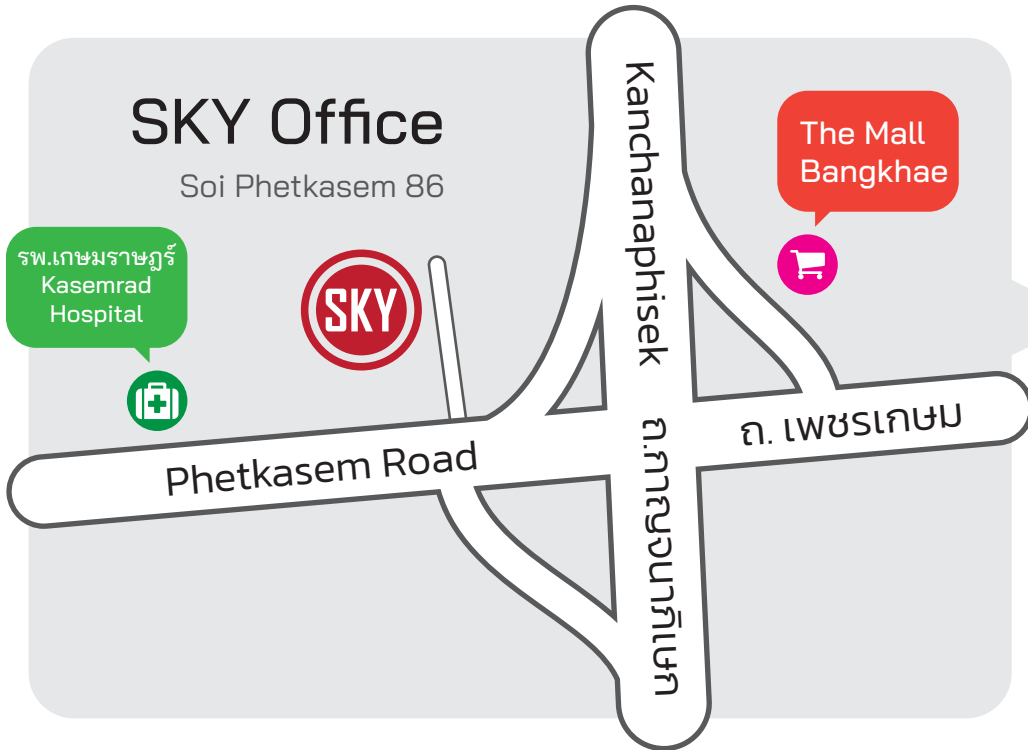 SKY Office
Soi Phetkasem 86
รพ.เกษมราษฎร์
Kasemrad
Hospital
SKY
Kanchanaphisek
ถ.กาญจนาภิเษก
The Mall
Bangkhae
Phetkasem Road
ถ. เพชรเกษม